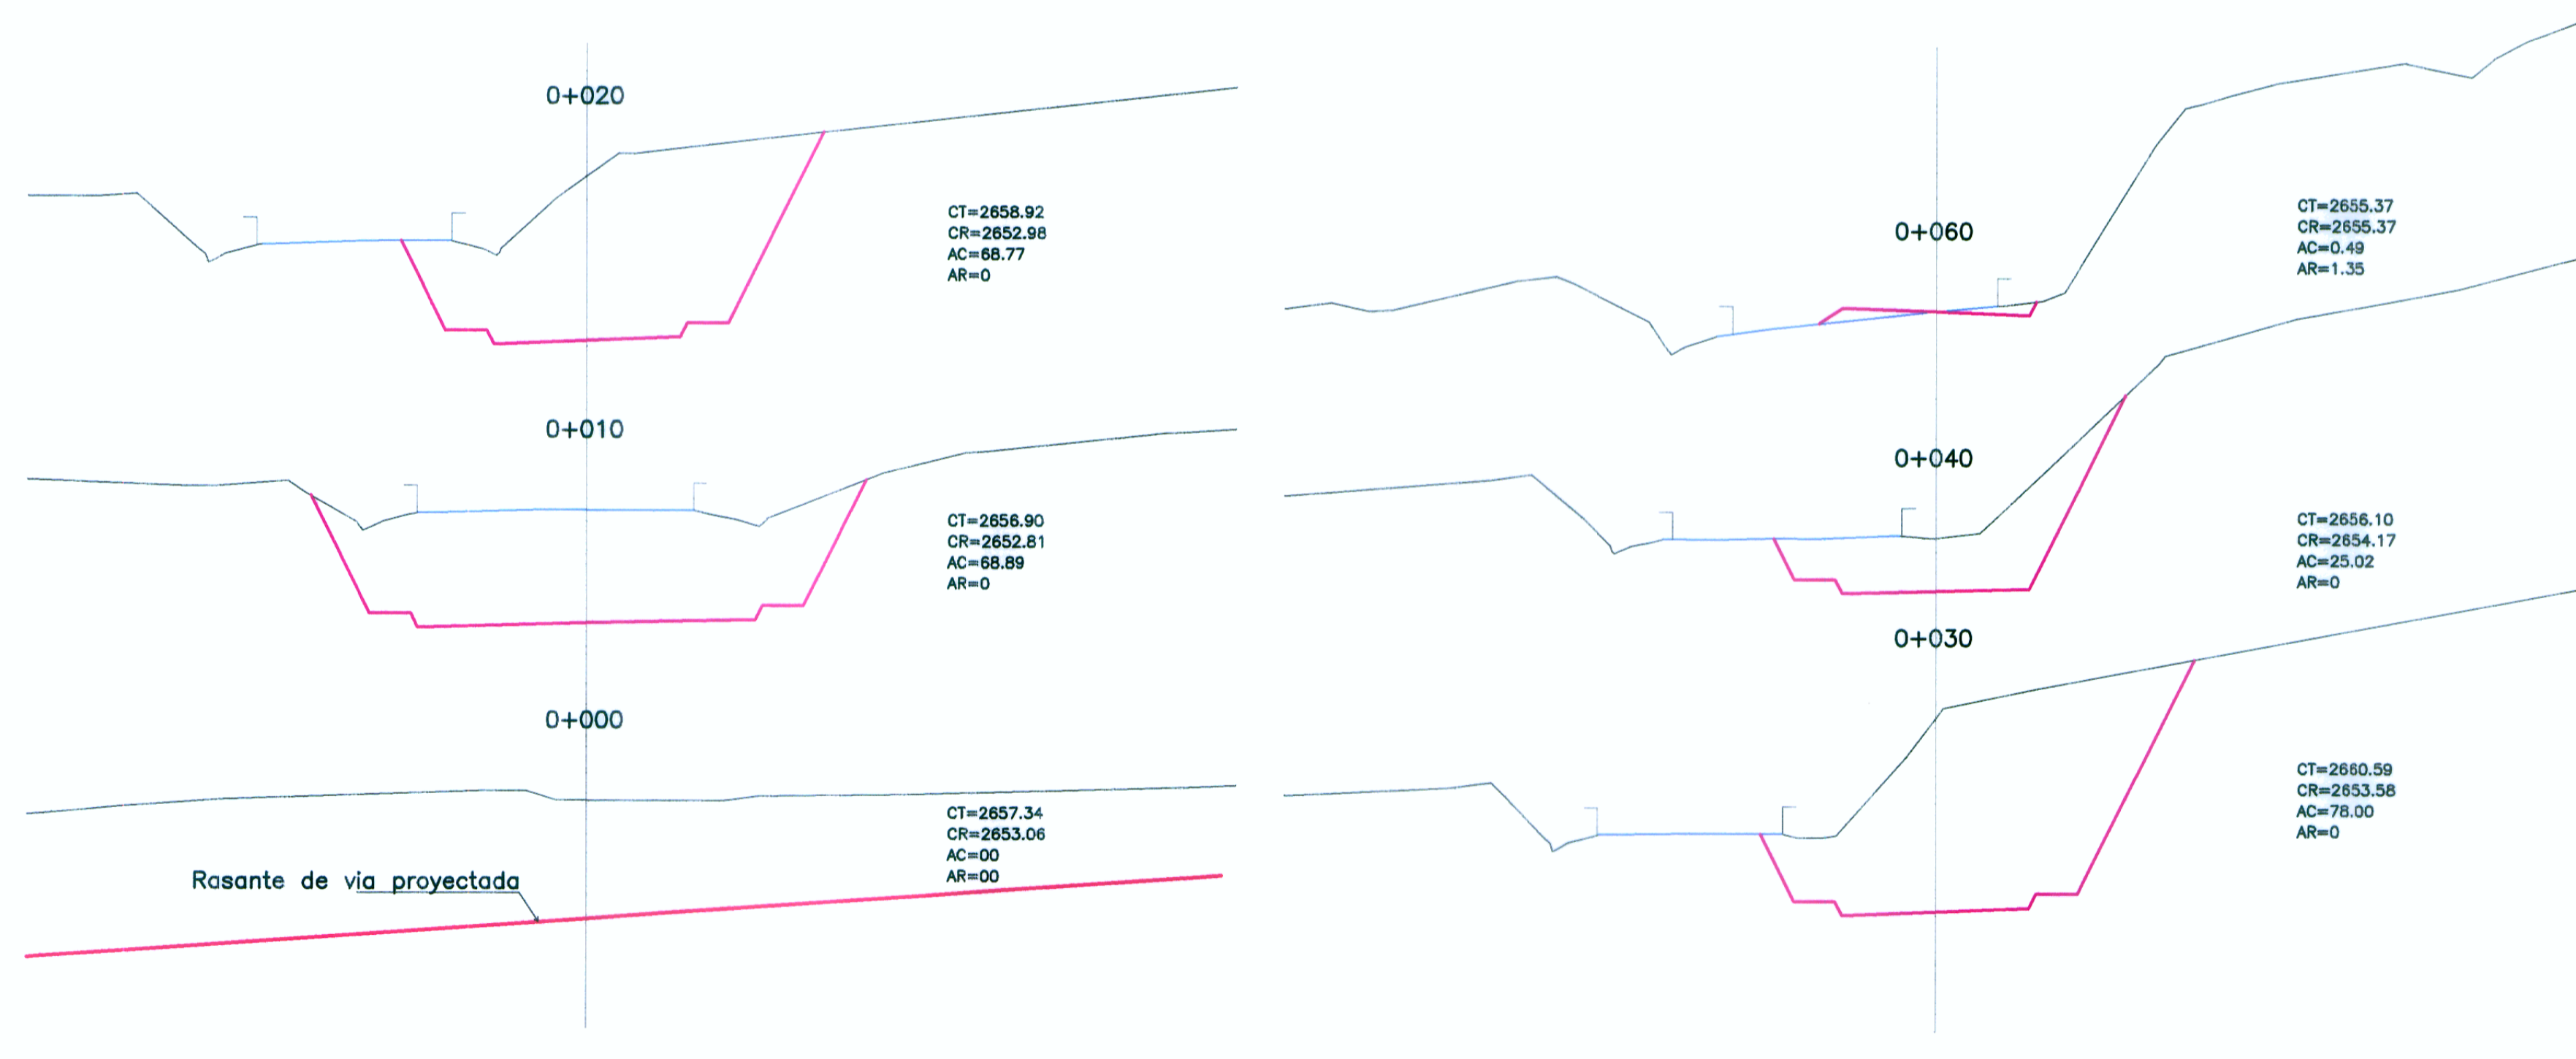 0+020
CT=2658.92
CR=2652.98
AC=68.77
AR=0
0+010
CT=2656.90
CR=2652.81
AC=68.89
AR=0
0+000
CT=2657.34
CR=2653.06
AC=00
AR=00
Rasante de via proyectada
0+060
CT=2655.37
CR=2655.37
AC=0.49
AR=1.35
0+040
CT=2656.10
CR=2654.17
AC=25.02
AR=0
0+030
CT=2660.59
CR=2653.58
AC=78.00
AR=0